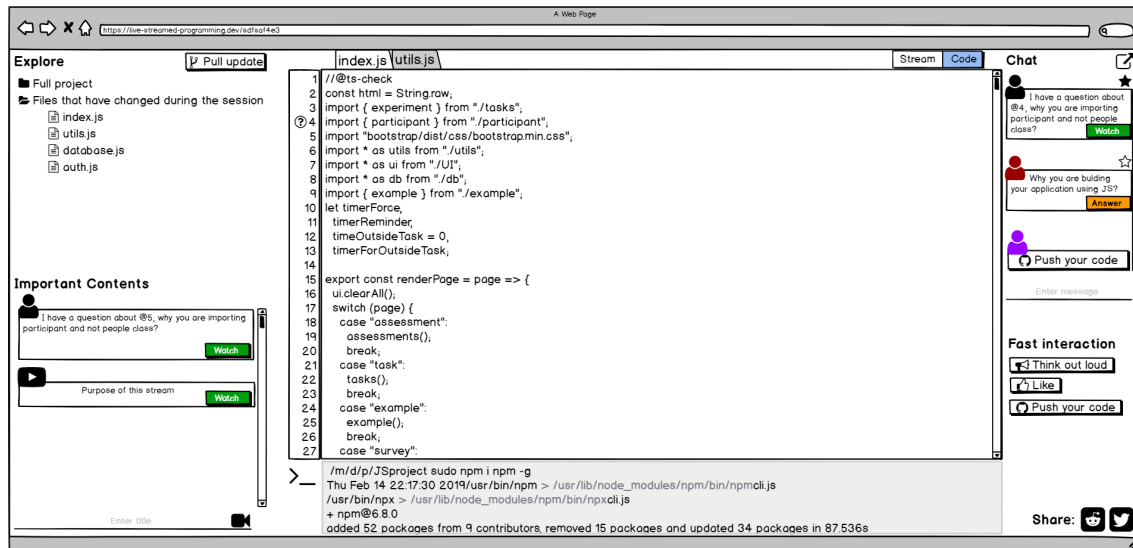 A Web Page
https://live-streamed-programming.dev/sdfsaf4e3
Explore
Pull update
Full project
Files that have changed during the session
index.js
utils.js
database.js
auth.js
Important Contents
I have a question about @5, why you are importing
participant and not people class?
Watch
Purpose of this stream
Watch
Enter title
index.js
utils.js
Stream
Code
1 //@ts-check
2 const html = String.raw;
3 import { experiment } from "./tasks";
? 4 import { participant } from "./participant";
5 import "bootstrap/dist/css/bootstrap.min.css";
6 import * as utils from "./utils";
7 import * as ui from "./UI";
8 import * as db from "./db";
9 import { example } from "./example";
10 let timerForce,
11 timerReminder,
12 timeOutsideTask = 0,
13 timerForOutsideTask;
14
15 export const renderPage = page => {
16 ui.clearAll();
17 switch (page) {
18 case "assessment":
19 assessments();
20 break;
21 case "task":
22 tasks();
23 break;
24 case "example":
25 example();
26 break;
27 case "survey":
/m/d/p/JSproject sudo npm i npm -g
Thu Feb 14 22:17:30 2019/usr/bin/npm > /usr/lib/node_modules/npm/bin/npmcli.js
/usr/bin/npx > /usr/lib/node_modules/npm/bin/npxcli.js
+ npm@6.8.0
added 52 packages from 9 contributors, removed 15 packages and updated 34 packages in 87.536s
Chat
I have a question about
@4, why you are importing
participant and not people
class?
Watch
Why you are bulding
your application using JS?
Answer
Push your code
Enter message
Fast interaction
Think out loud
Like
Push your code
Share: